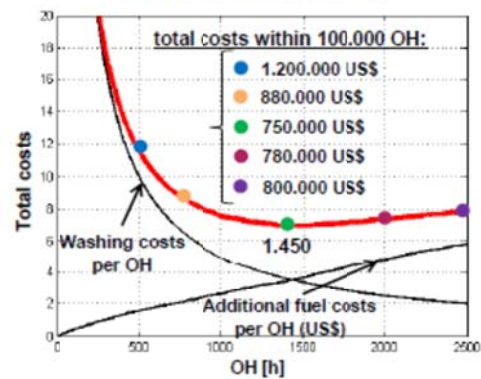 total costs within 100.000 OH:
1.200.000 US$
880.000 US$
750.000 US$
780.000 US$
800.000 US$
Total costs
20
18
16
14
12
10
8
6
4
2
0
Washing costs
per OH
1.450
Additional fuel costs
per OH (US$)
0
500
1000
1500
2000
2500
OH [h]